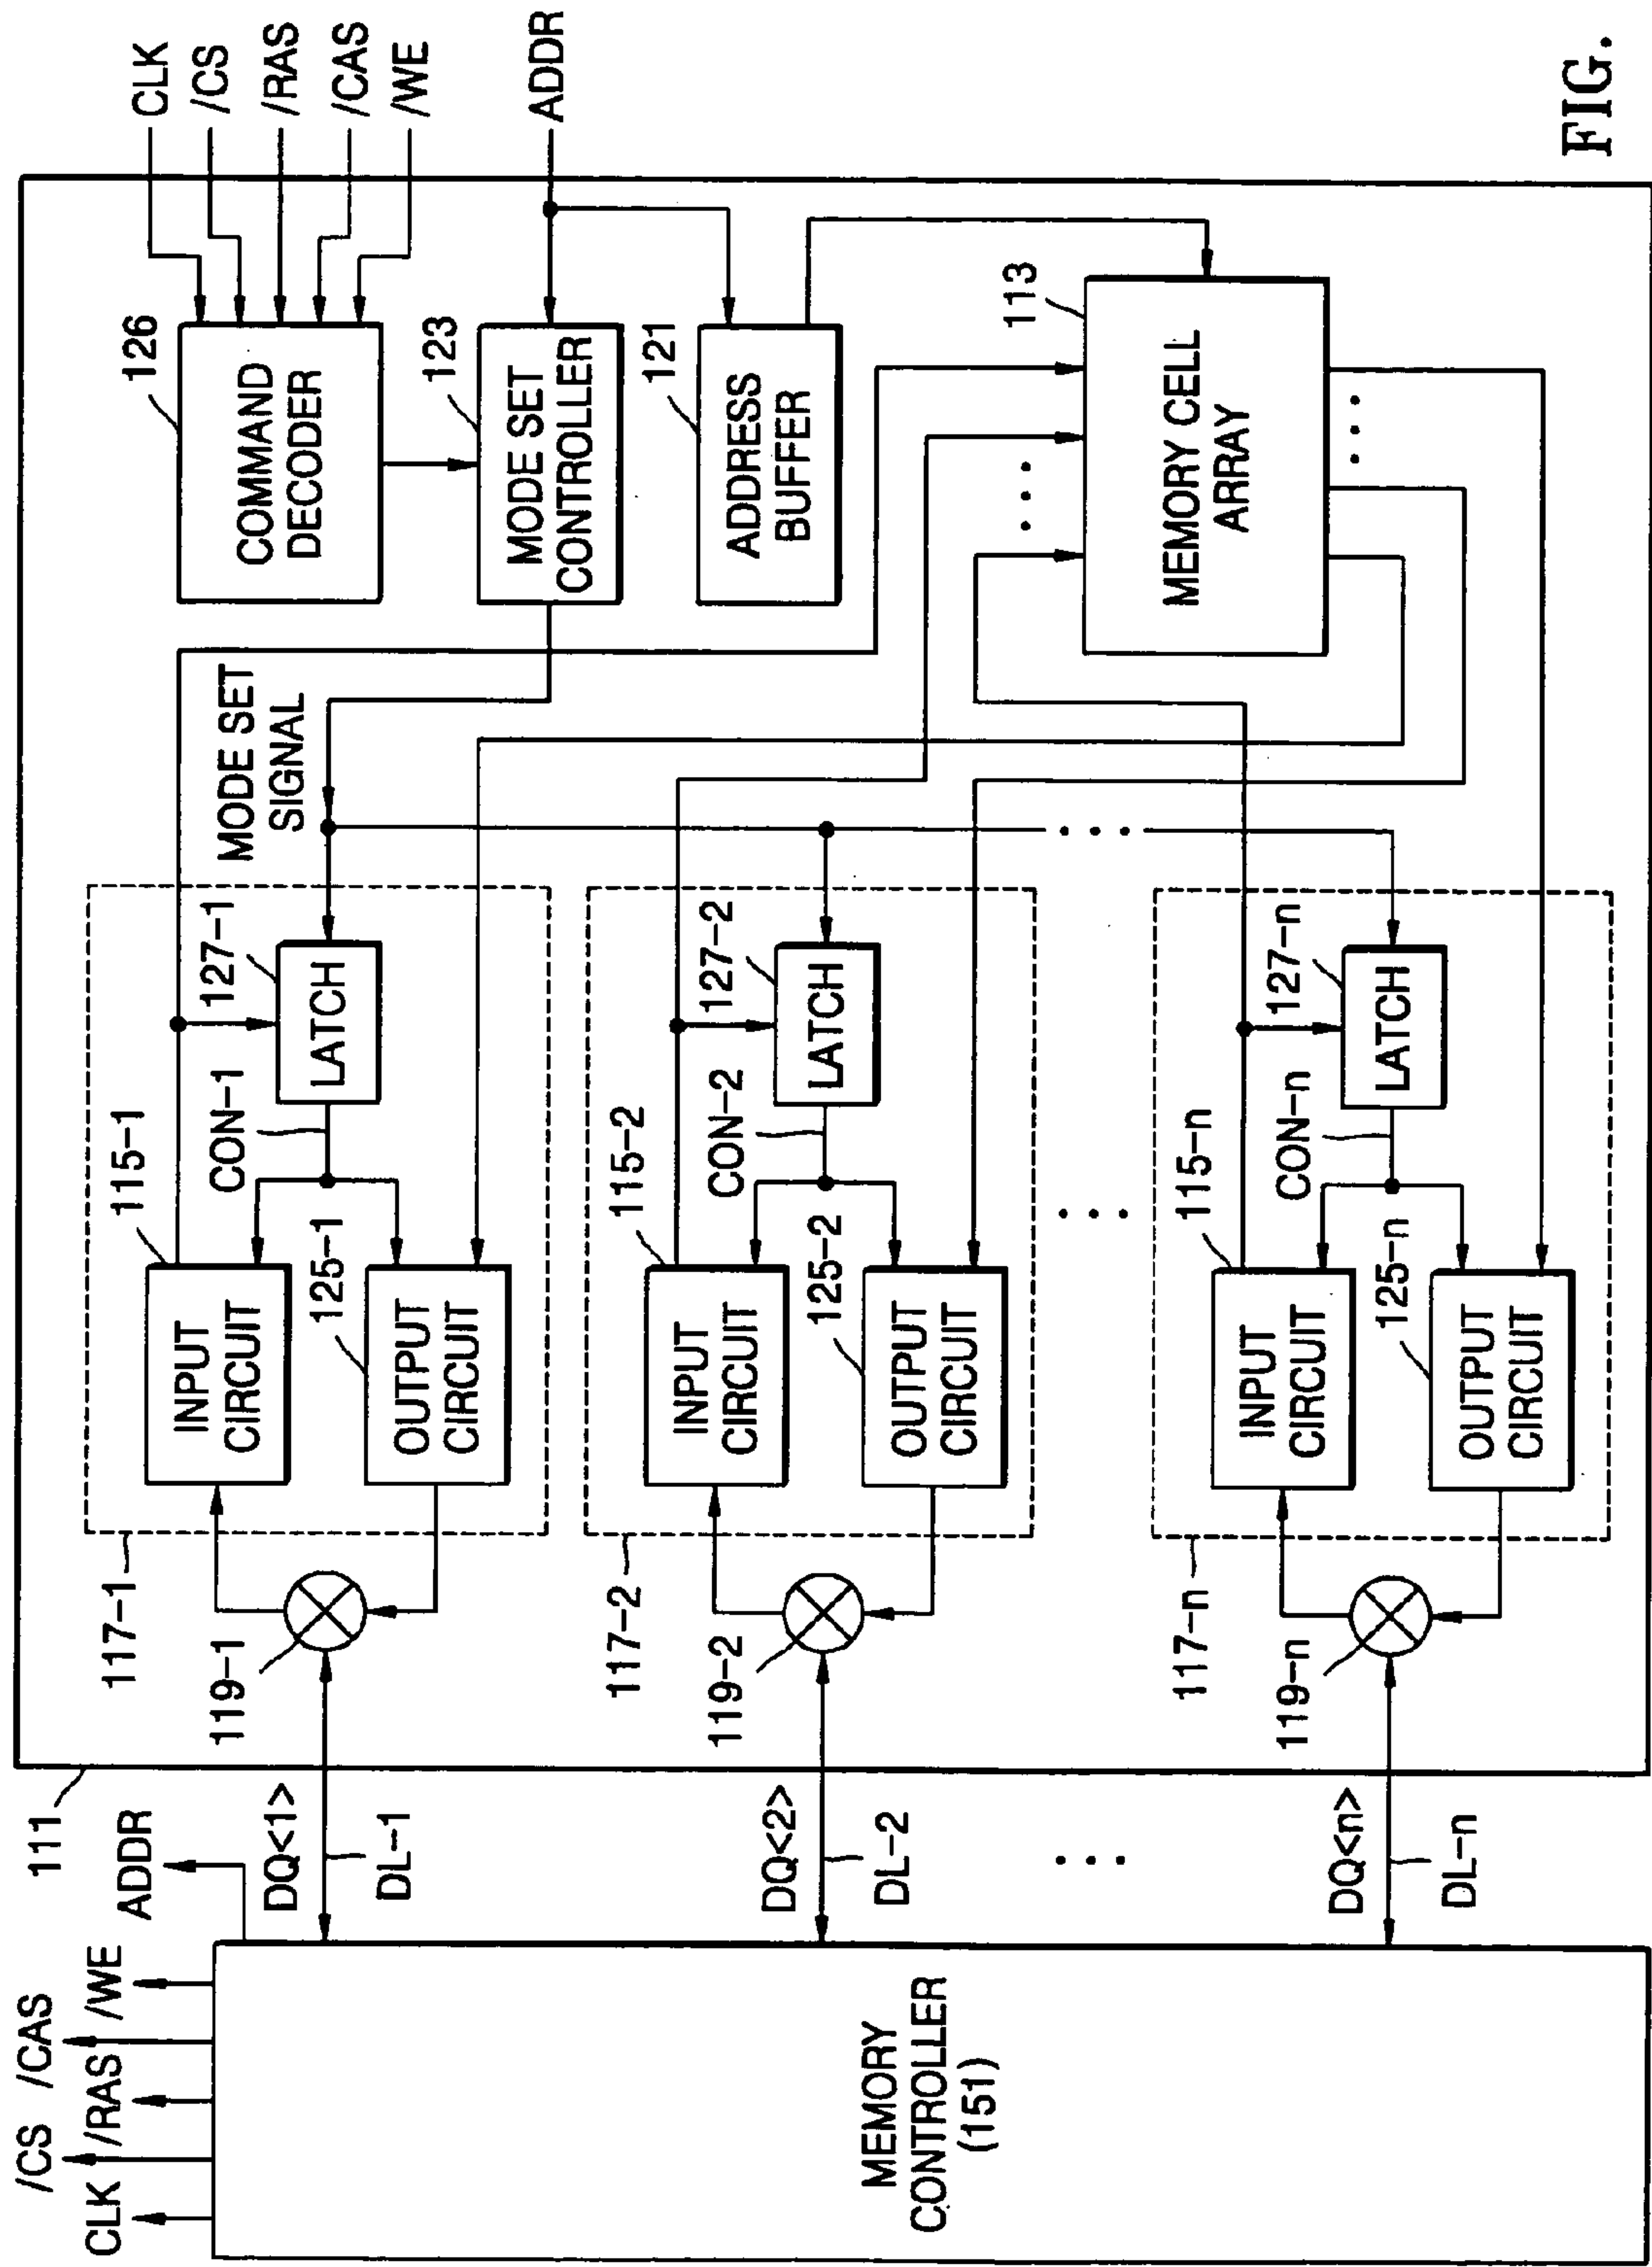 CLK
/CS
/RAS
/CAS
/WE
ADDR
126
COMMAND
DECODER
123
MODE SET
CONTROLLER
121
ADDRESS
BUFFER
113
MEMORY CELL
ARRAY
MODE SET
SIGNAL
127-1
LATCH
CON-1
115-1
INPUT
CIRCUIT
125-1
OUTPUT
CIRCUIT
117-1
119-1
127-2
LATCH
CON-2
115-2
INPUT
CIRCUIT
125-2
OUTPUT
CIRCUIT
117-2
119-2
127-n
LATCH
CON-n
115-n
INPUT
CIRCUIT
125-n
OUTPUT
CIRCUIT
117-n
119-n
111
ADDR
DQ<1>
DL-1
DQ<2>
DL-2
DQ<n>
DL-n
/CS /CAS
CLK /RAS /WE
MEMORY
CONTROLLER
(151)
FIG.